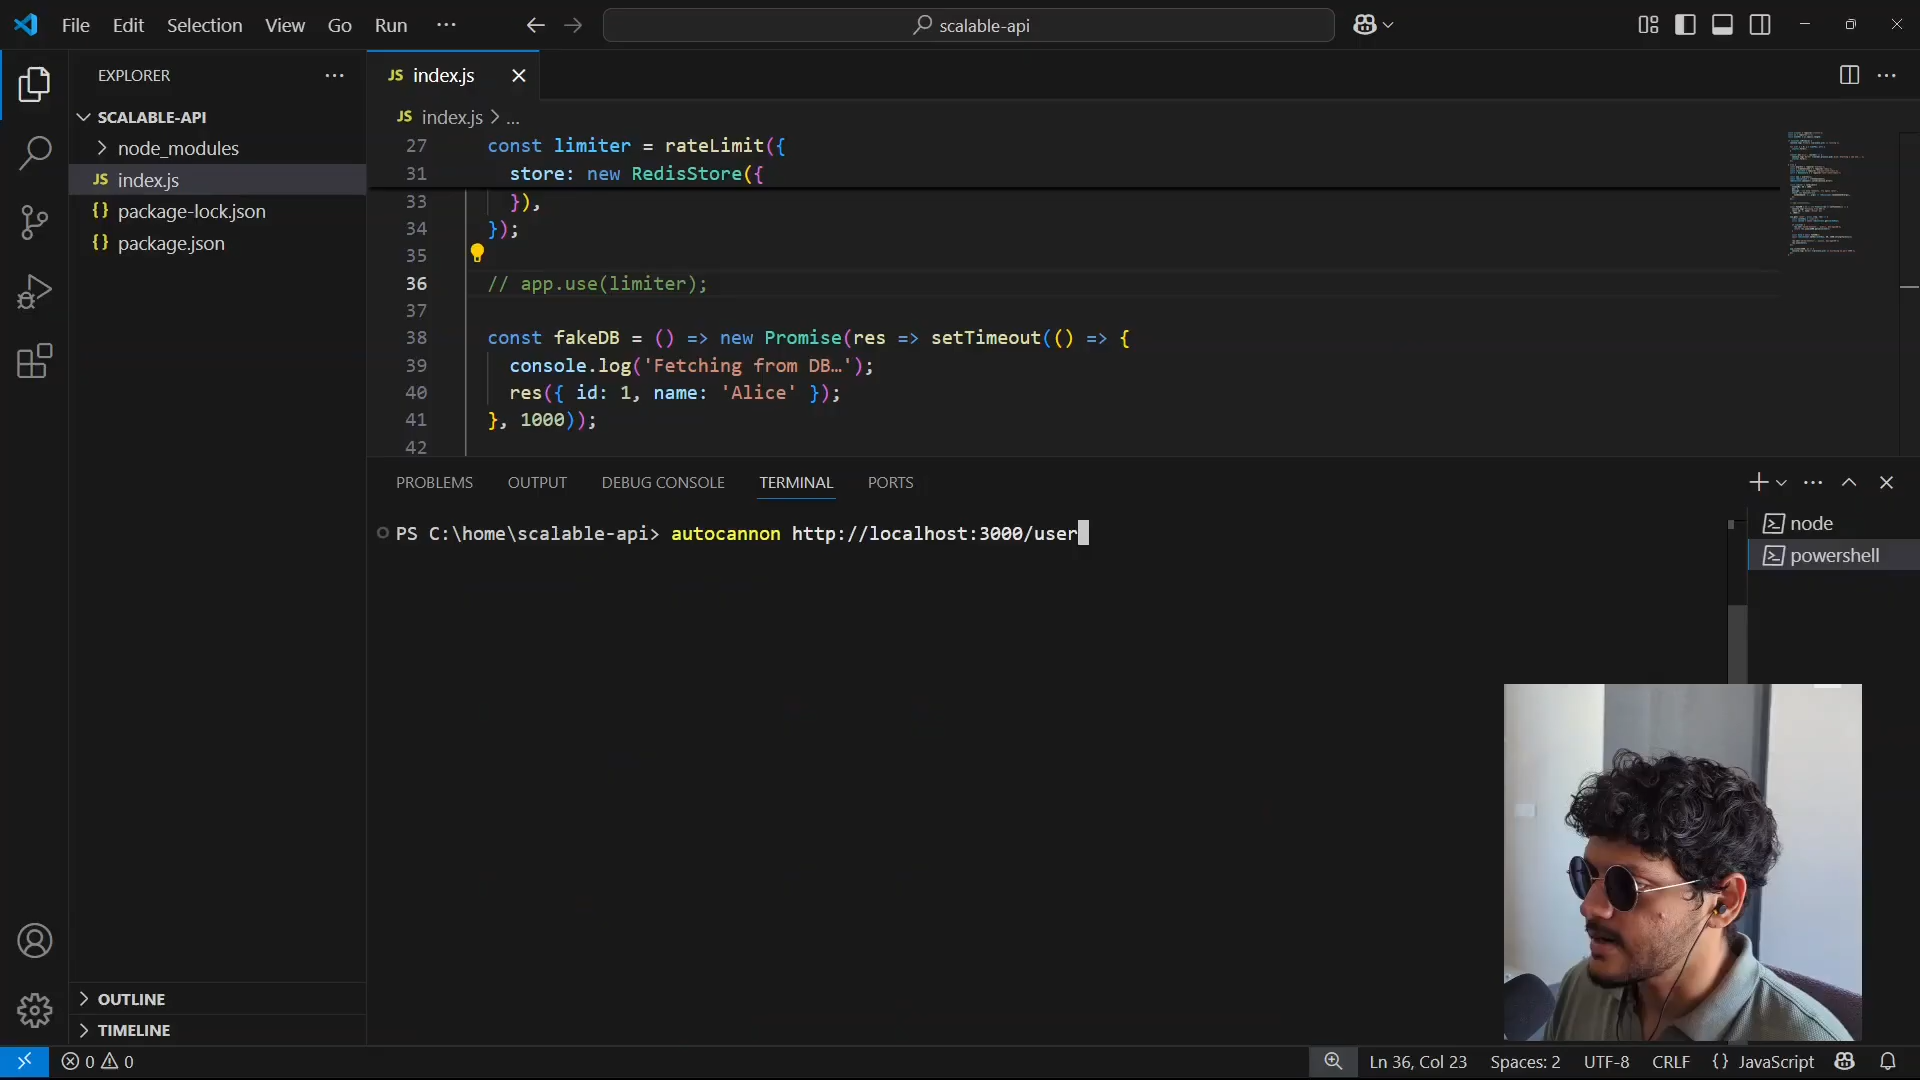 File Edit Selection View Go Run ··· scalable-api
EXPLORER ···
SCALABLE-API
node_modules
JS index.js
{} package-lock.json
{} package.json
OUTLINE
TIMELINE
JS index.js
JS index.js > ...
27 const limiter = rateLimit({
31 store: new RedisStore({
33 }),
34 });
35
36 // app.use(limiter);
37
38 const fakeDB = () => new Promise(res => setTimeout(() => {
39 console.log('Fetching from DB…');
40 res({ id: 1, name: 'Alice' });
41 }, 1000));
42
PROBLEMS OUTPUT DEBUG CONSOLE TERMINAL PORTS
PS C:\home\scalable-api> autocannon http://localhost:3000/user
node
powershell
0 0 Ln 36, Col 23 Spaces: 2 UTF-8 CRLF {} JavaScript